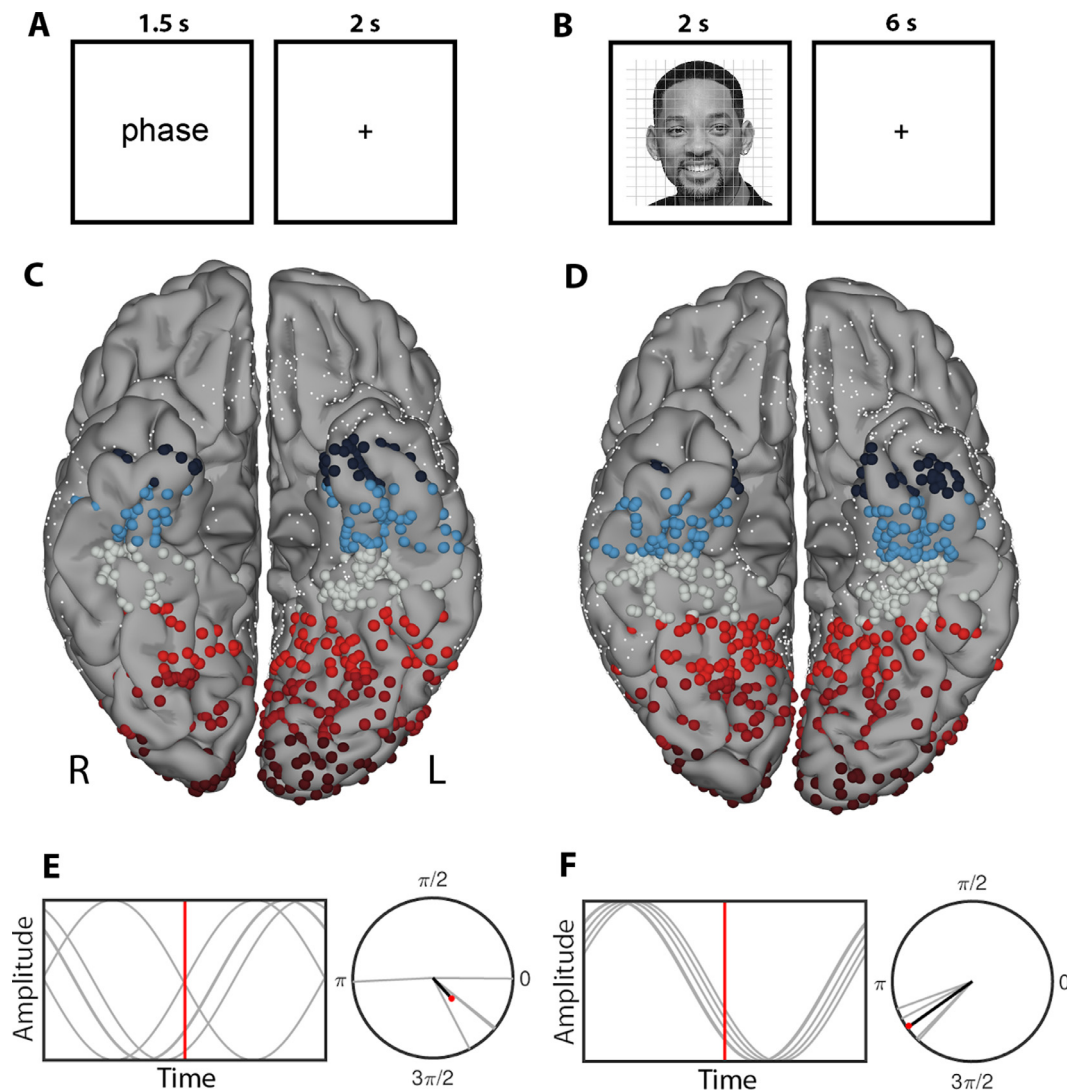 A
1.5 s
2 s
phase
+
B
2 s
6 s
+
C
D
R
L
E
Amplitude
Time
π/2
π
0
3π/2
F
Amplitude
Time
π/2
π
0
3π/2